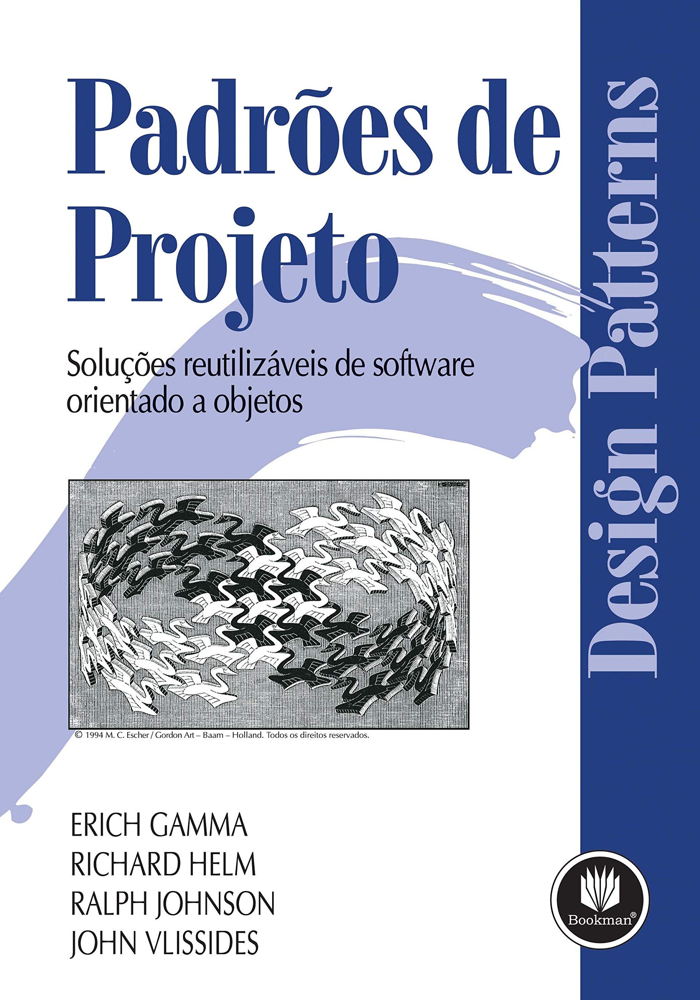 Padrões de
Projeto
Soluções reutilizáveis de software
orientado a objetos
Design Patterns
© 1994 M. C. Escher / Gordon Art – Baam – Holland. Todos os direitos reservados.
ERICH GAMMA
RICHARD HELM
RALPH JOHNSON
JOHN VLISSIDES
Bookman®